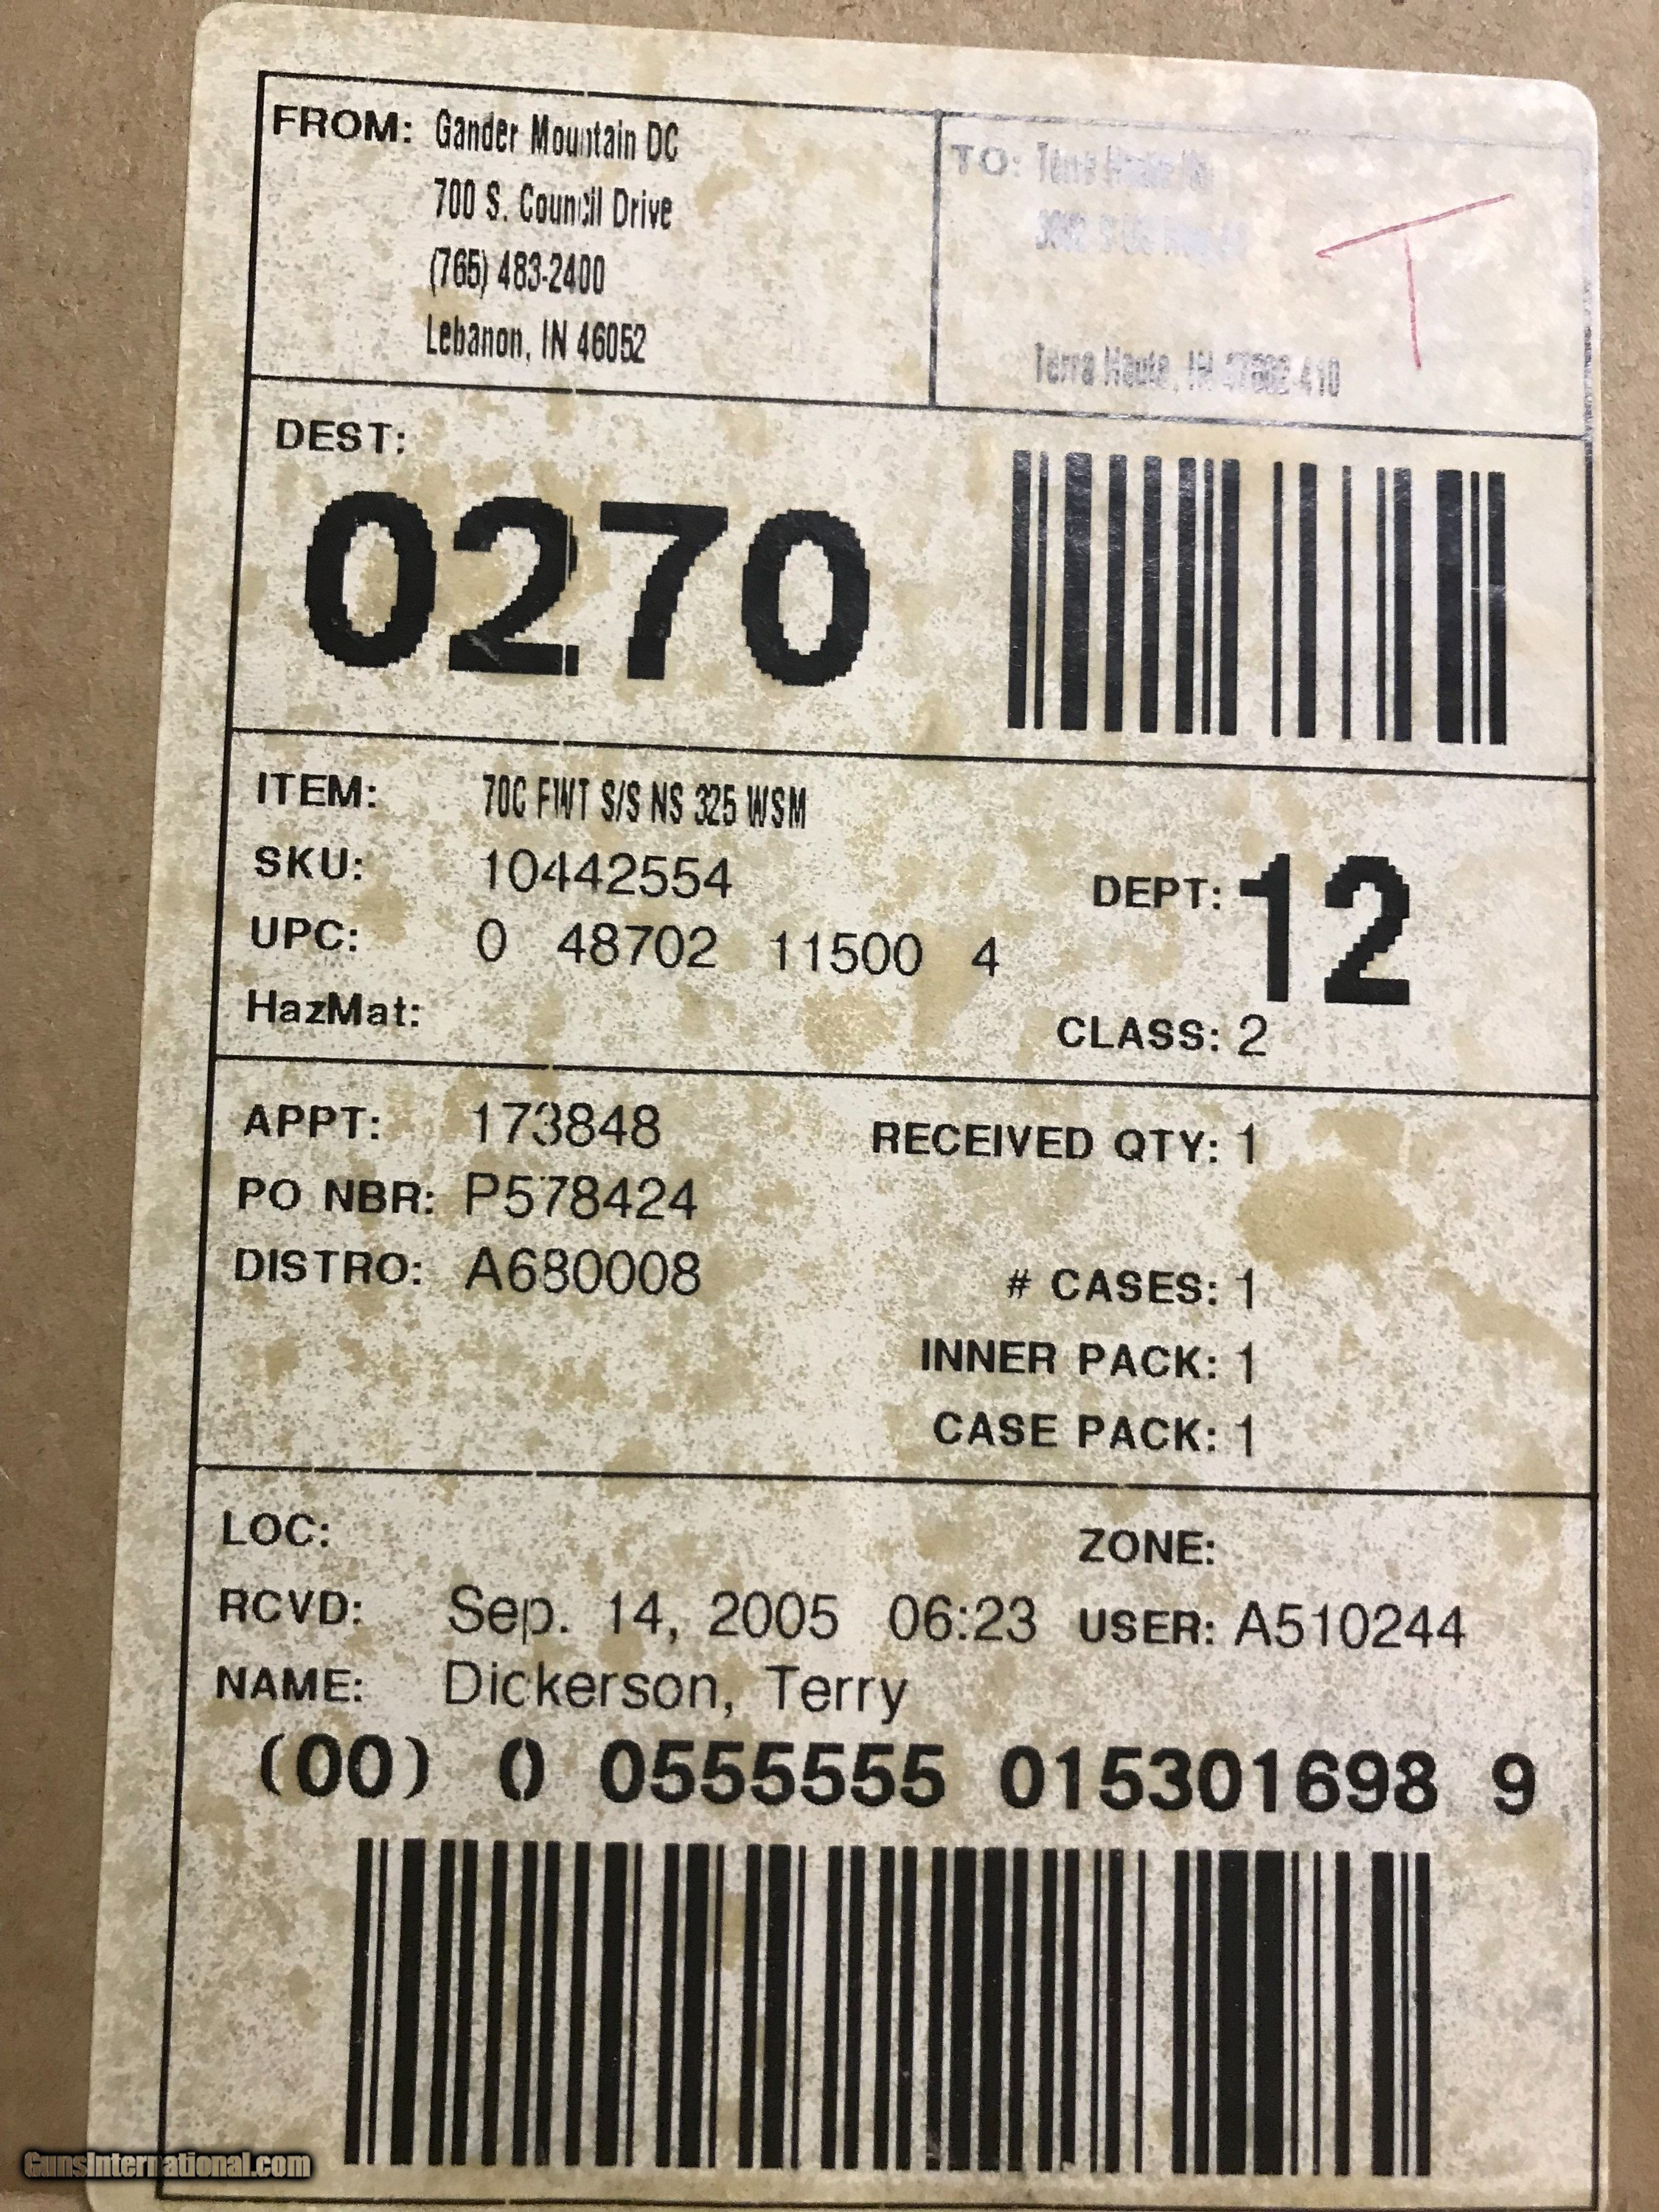 FROM: Gander Mountain DC
700 S. Council Drive
(765) 483-2400
Lebanon, IN 46052
TO: Terre Haute
Terra Haute, IN
T
DEST:
0270
ITEM: 70C FWT S/S NS 325 WSM
SKU: 10442554
UPC: 0 48702 11500 4
HazMat:
DEPT: 12
CLASS: 2
APPT: 173848
PO NBR: P578424
DISTRO: A680008
RECEIVED QTY: 1
# CASES: 1
INNER PACK: 1
CASE PACK: 1
LOC:
ZONE:
RCVD: Sep. 14, 2005 06:23 USER: A510244
NAME: Dickerson, Terry
(00) 0 0555555 015301698 9
GunsInternational.com